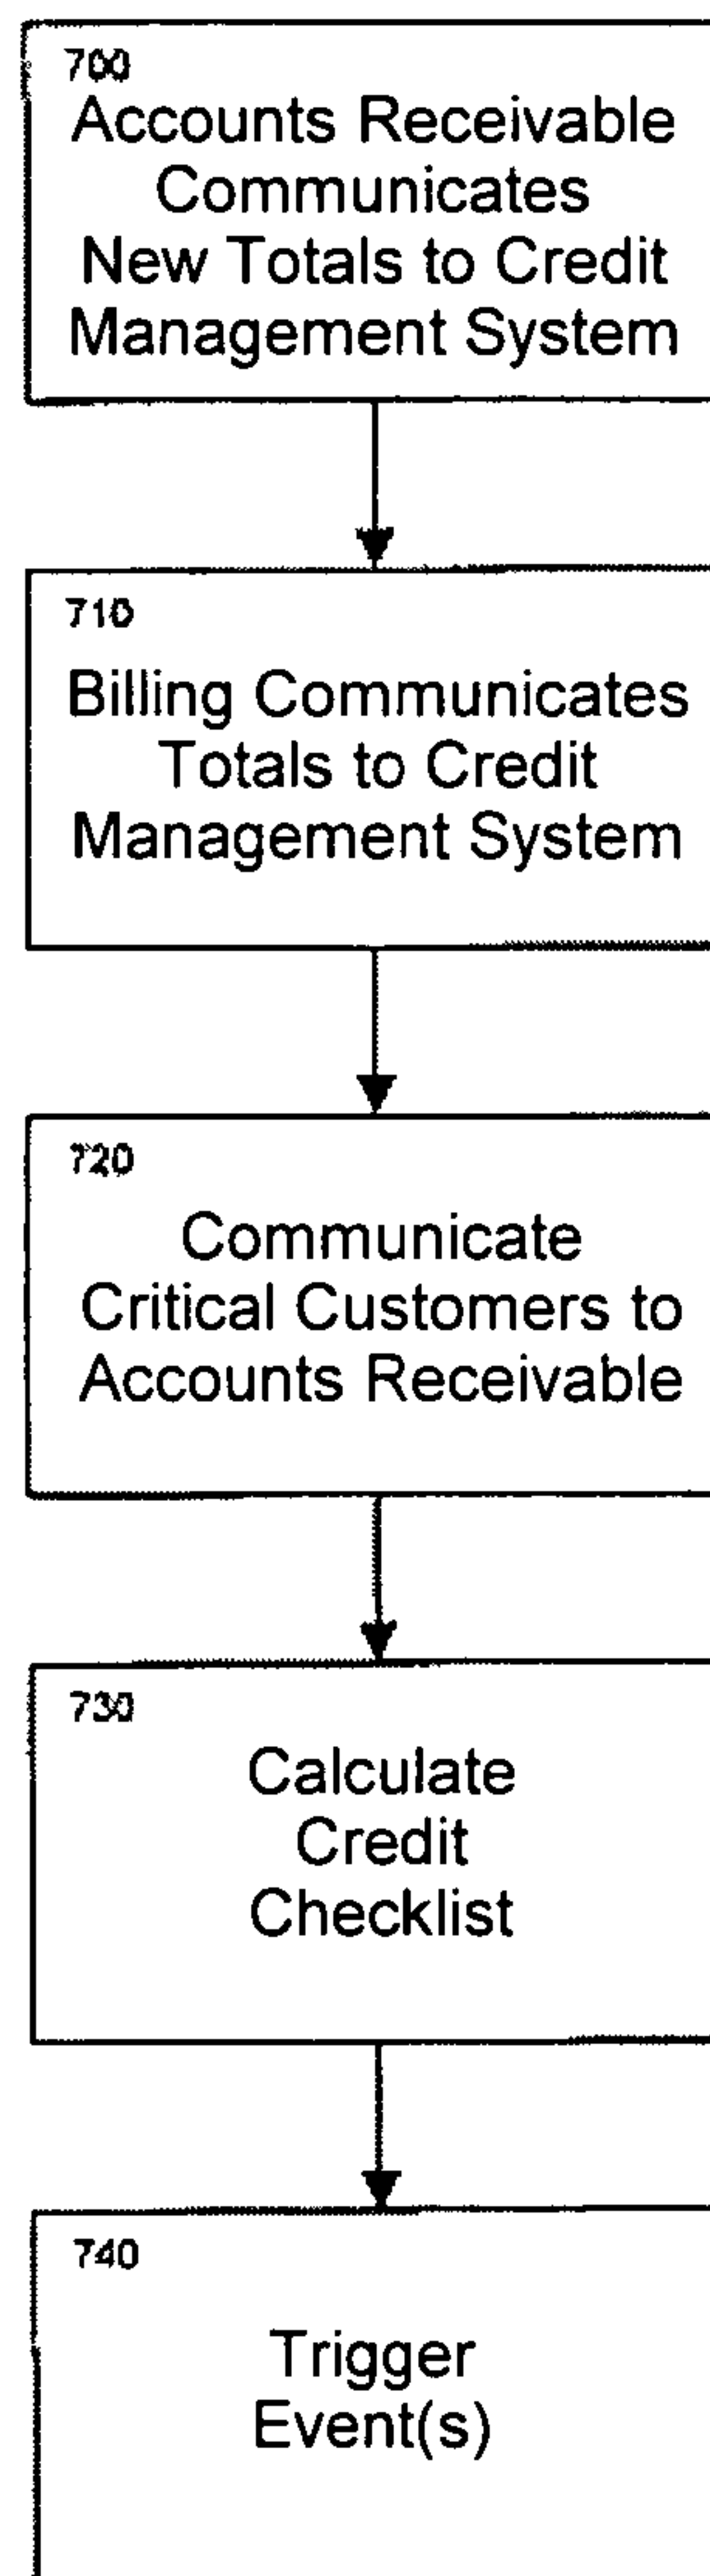 700
Accounts Receivable
Communicates
New Totals to Credit
Management System
710
Billing Communicates
Totals to Credit
Management System
720
Communicate
Critical Customers to
Accounts Receivable
730
Calculate
Credit
Checklist
740
Trigger
Event(s)